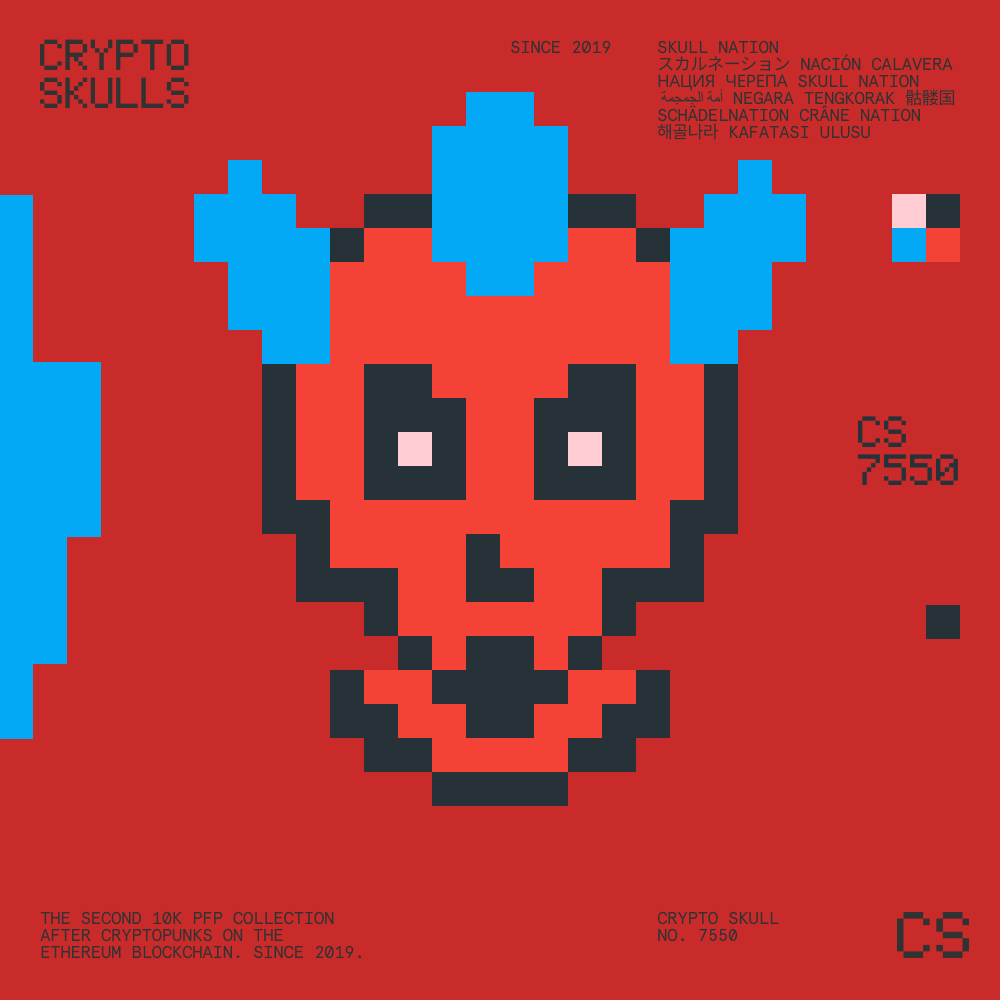 CRYPTO
SKULLS
SINCE 2019
SKULL NATION
スカルネーション NACIÓN CALAVERA
НАЦИЯ ЧЕРЕПА SKULL NATION
أمة الجمجمة NEGARA TENGKORAK 骷髅国
SCHÄDELNATION CRÂNE NATION
해골나라 KAFATASI ULUSU
CS
7550
THE SECOND 10K PFP COLLECTION
AFTER CRYPTOPUNKS ON THE
ETHEREUM BLOCKCHAIN. SINCE 2019.
CRYPTO SKULL
NO. 7550
CS